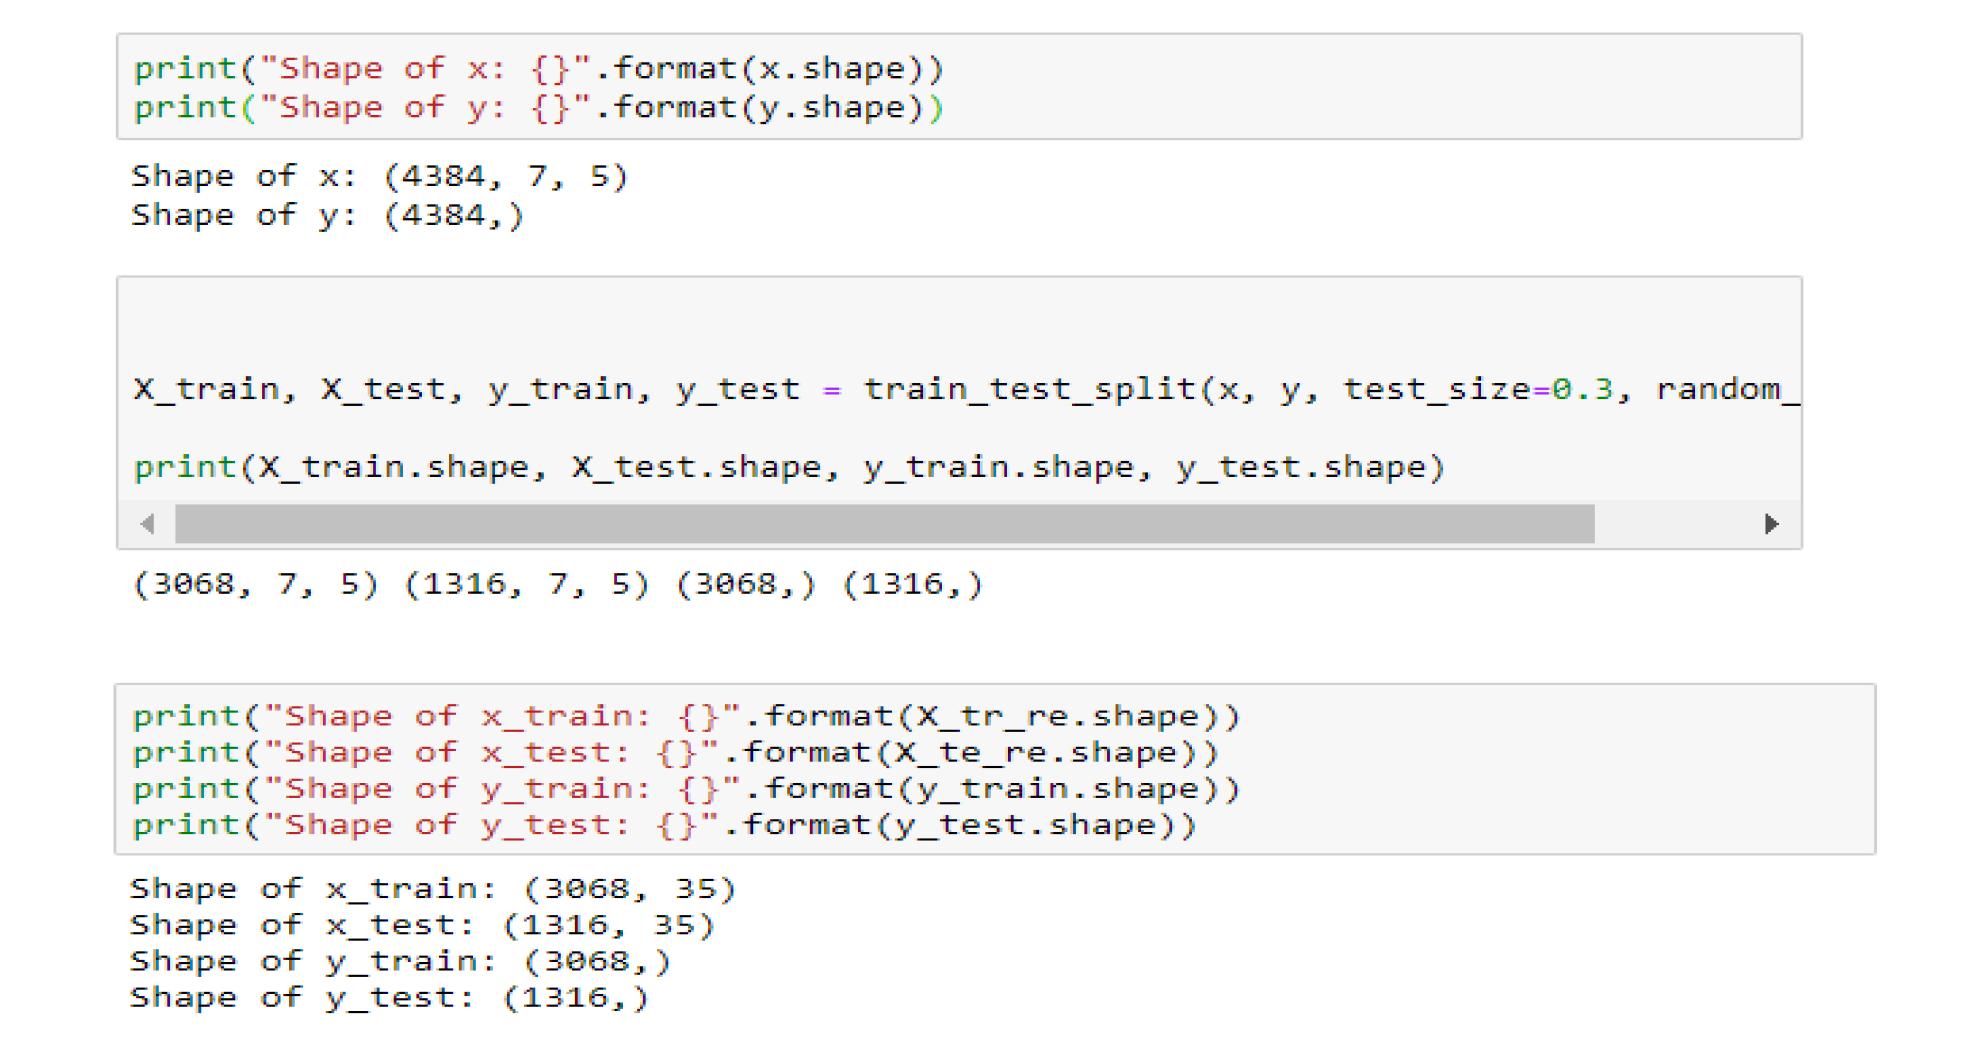 print("Shape of x: {}".format(x.shape))
print("Shape of y: {}".format(y.shape))
Shape of x: (4384, 7, 5)
Shape of y: (4384,)
X_train, X_test, y_train, y_test = train_test_split(x, y, test_size=0.3, random_
print(X_train.shape, X_test.shape, y_train.shape, y_test.shape)
(3068, 7, 5) (1316, 7, 5) (3068,) (1316,)
print("Shape of x_train: {}".format(X_tr_re.shape))
print("Shape of x_test: {}".format(X_te_re.shape))
print("Shape of y_train: {}".format(y_train.shape))
print("Shape of y_test: {}".format(y_test.shape))
Shape of x_train: (3068, 35)
Shape of x_test: (1316, 35)
Shape of y_train: (3068,)
Shape of y_test: (1316,)